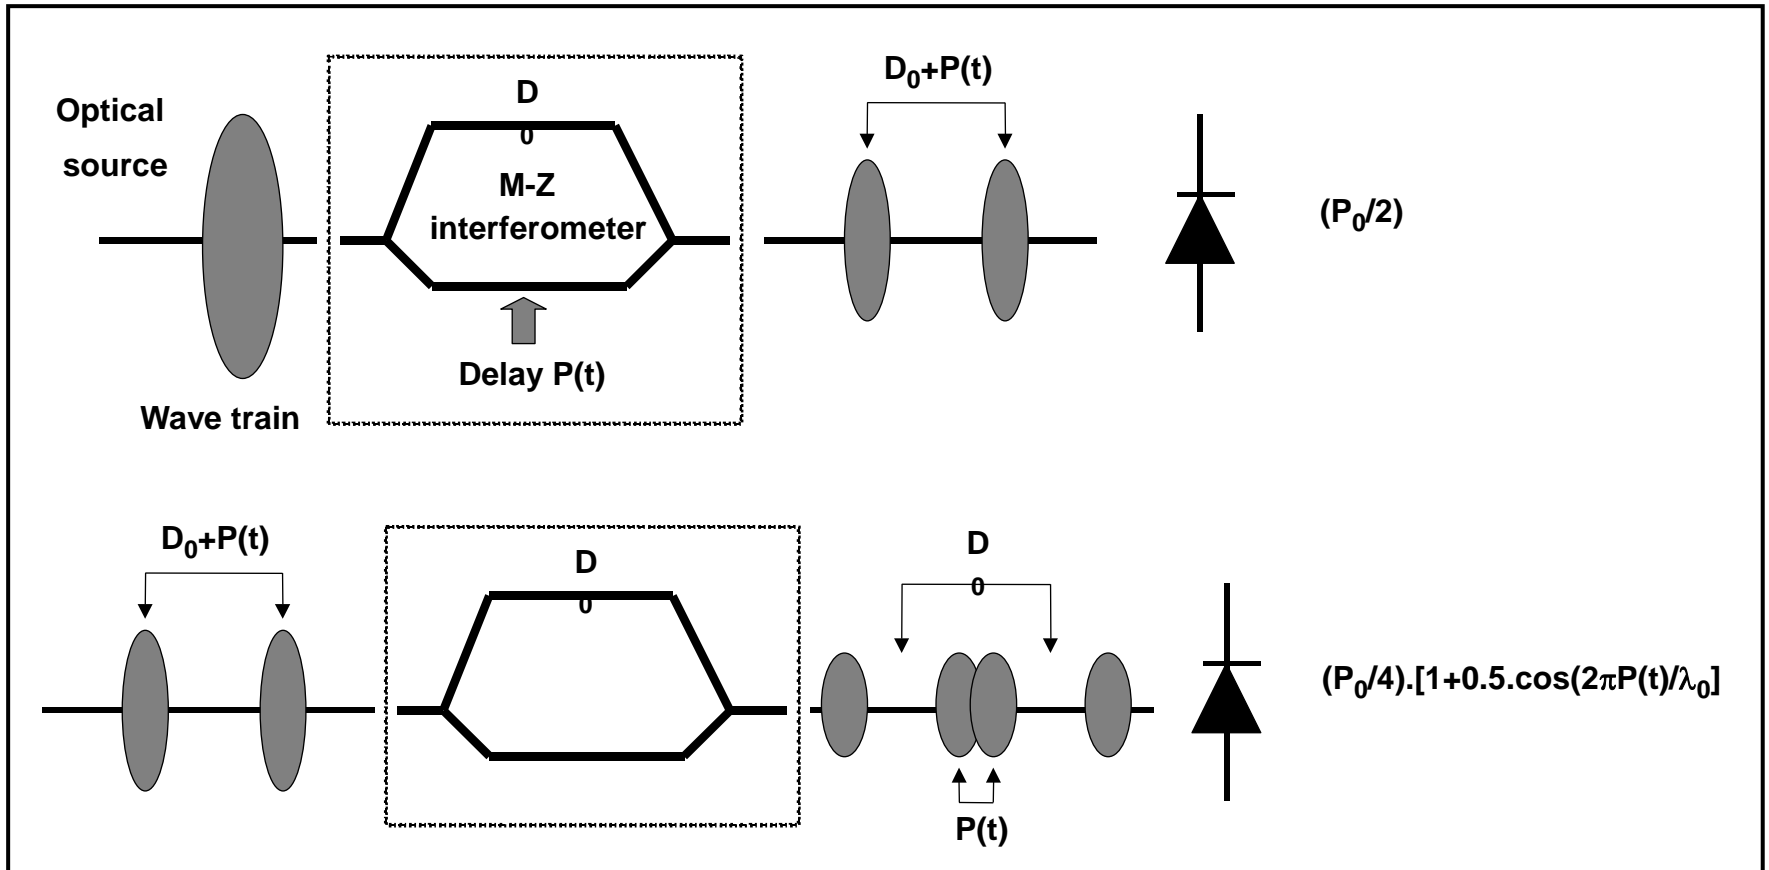 Optical
source
D
0
M-Z
interferometer
Delay P(t)
Wave train
D₀+P(t)
(P₀/2)
D₀+P(t)
D
0
D
0
P(t)
(P₀/4).[1+0.5.cos(2πP(t)/λ₀]